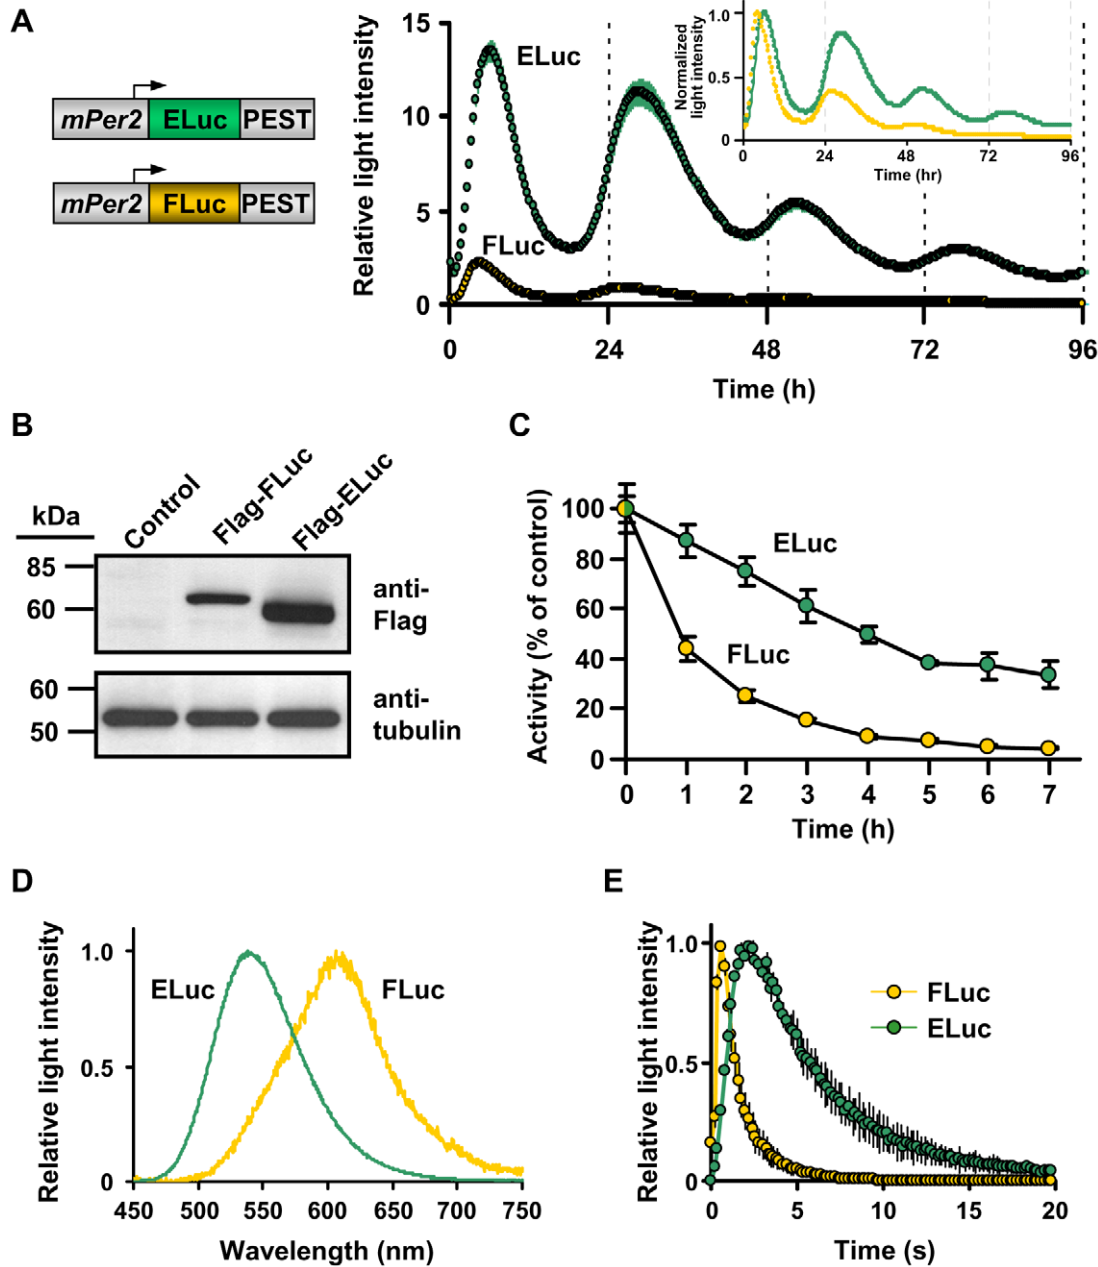 A
mPer2 ELuc PEST
mPer2 FLuc PEST
Relative light intensity
15
10
5
0
ELuc
FLuc
0 24 48 72 96
Time (h)
Normalized
light intensity
1.0
0.5
0
0 24 48 72 96
Time (hr)
B
kDa
Control
Flag-FLuc
Flag-ELuc
85
60
anti-
Flag
60
50
anti-
tubulin
C
Activity (% of control)
100
80
60
40
20
0
ELuc
FLuc
0 1 2 3 4 5 6 7
Time (h)
D
Relative light intensity
1.0
0.5
0
ELuc
FLuc
450 500 550 600 650 700 750
Wavelength (nm)
E
Relative light intensity
1.0
0.5
0
FLuc
ELuc
0 5 10 15 20
Time (s)